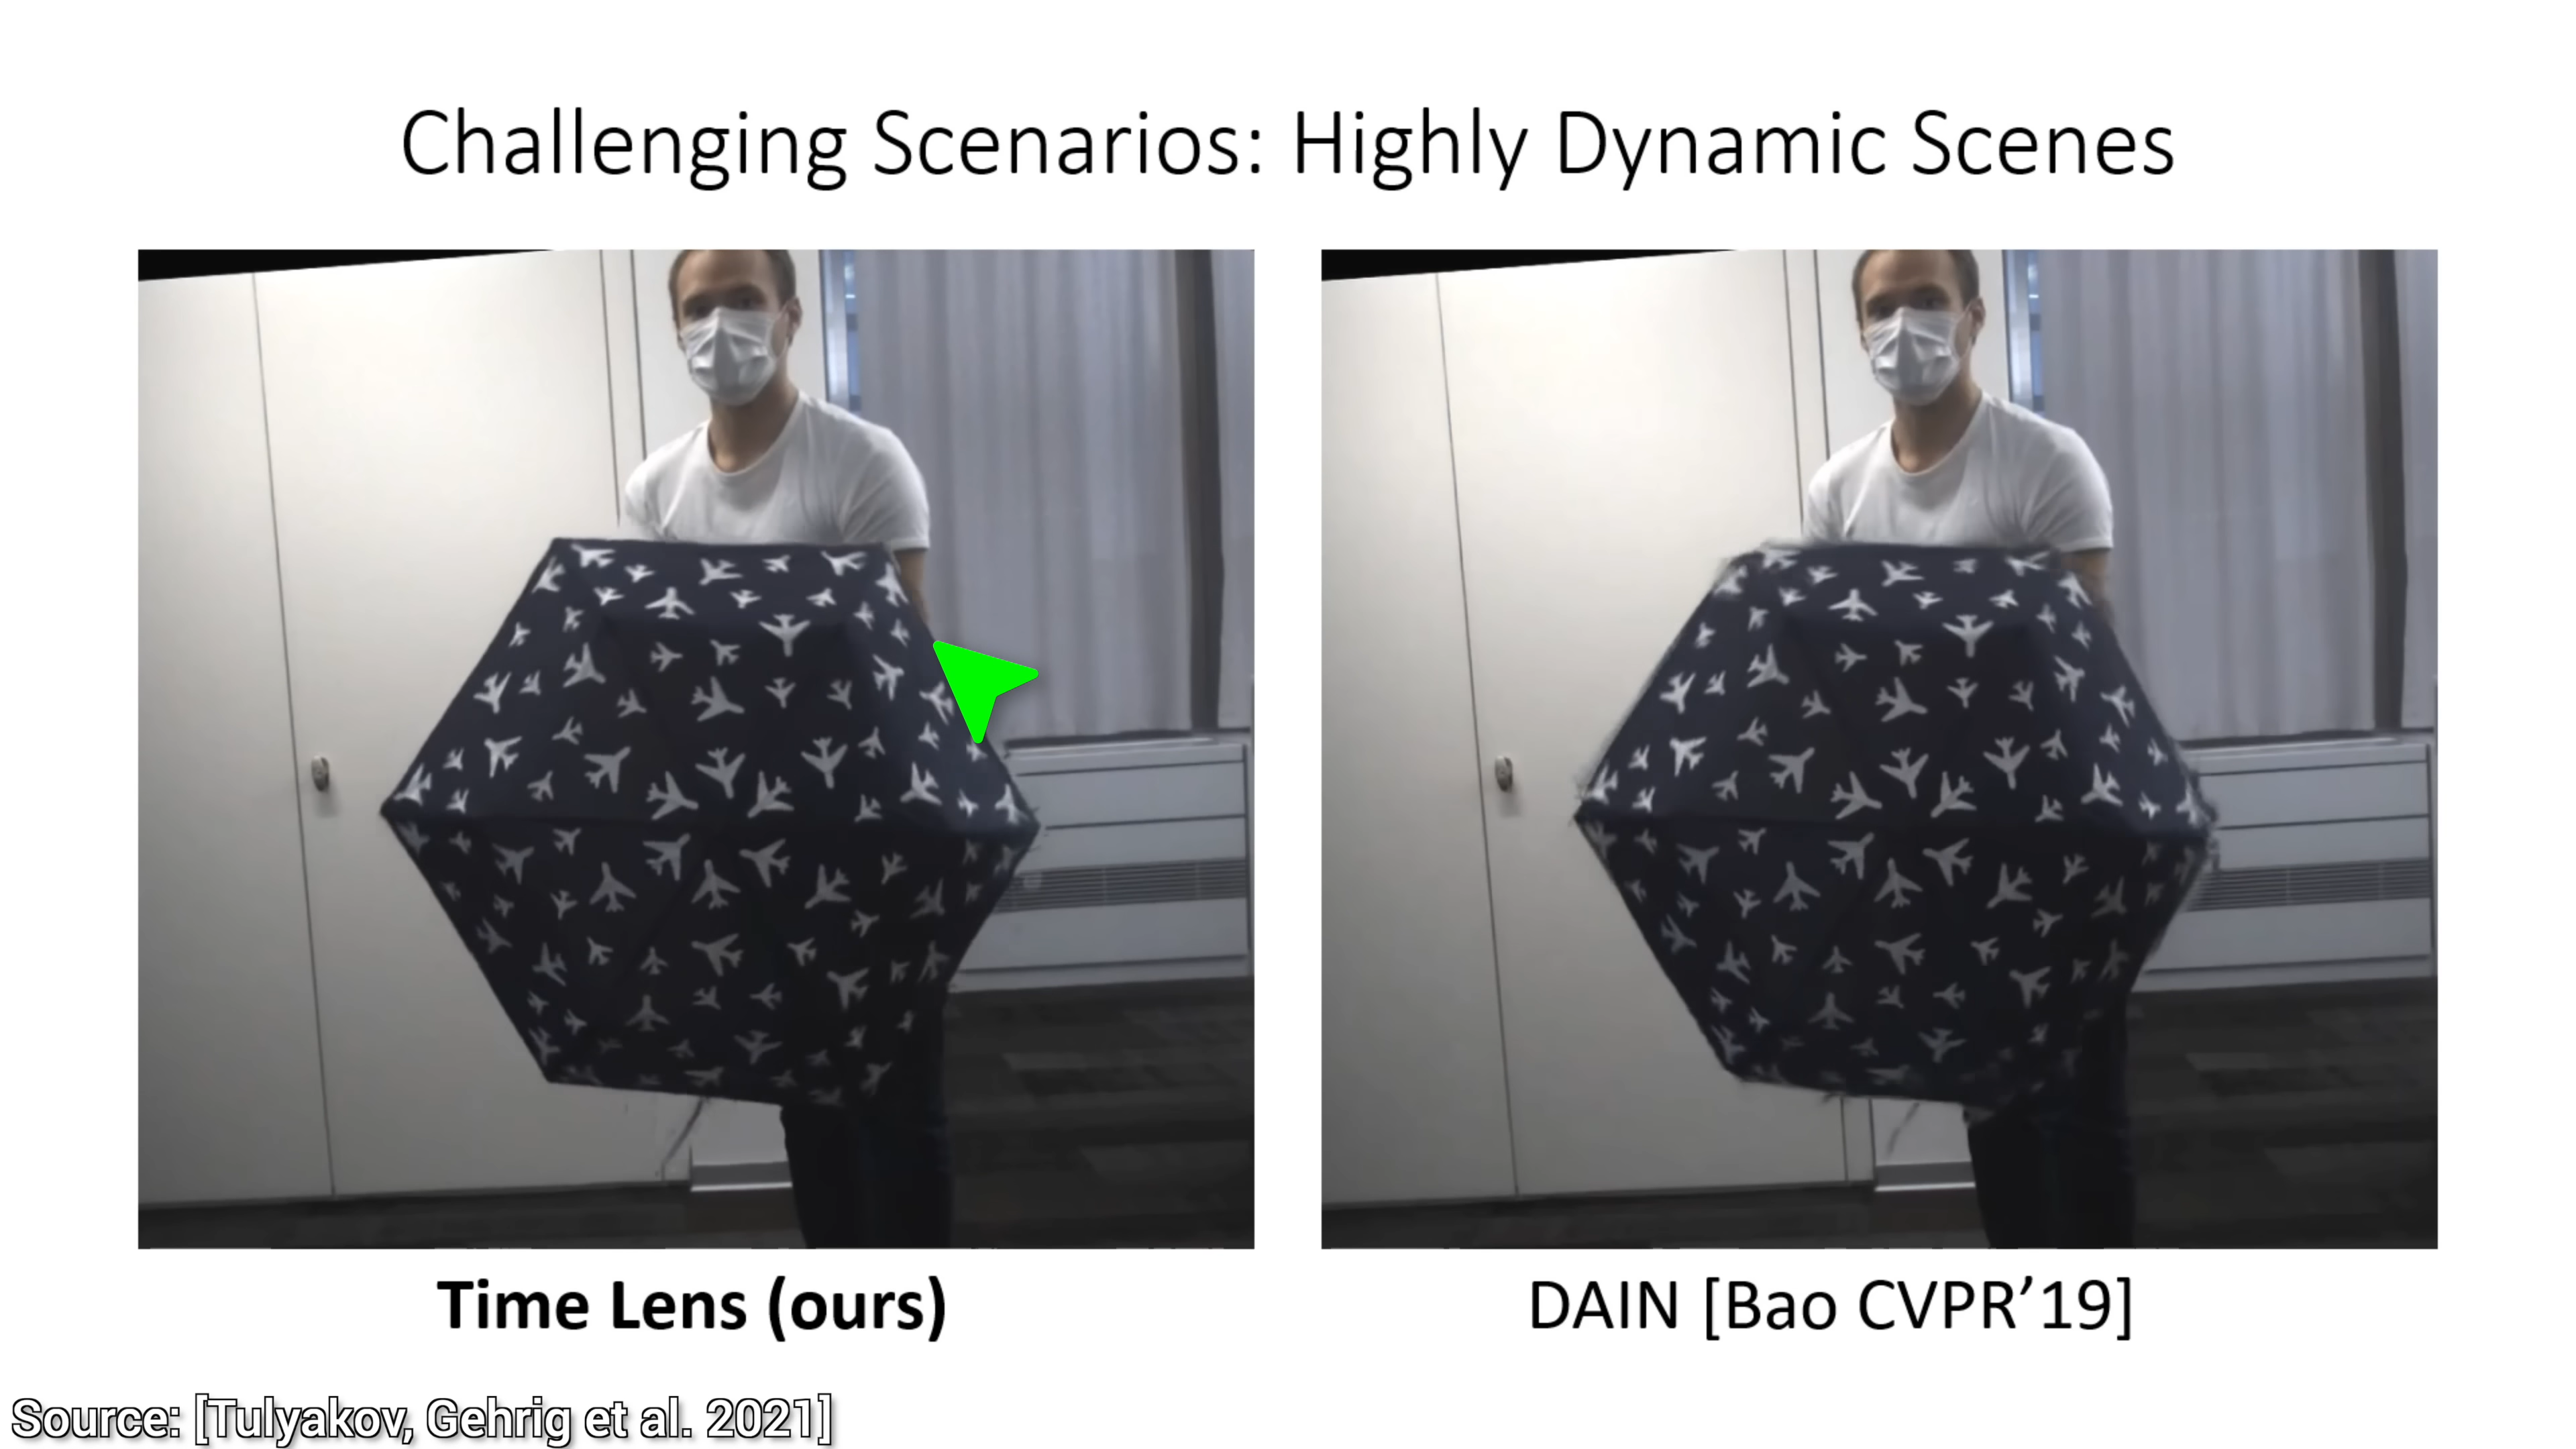 Challenging Scenarios: Highly Dynamic Scenes
Time Lens (ours)
DAIN [Bao CVPR’19]
Source: [Tulyakov, Gehrig et al. 2021]